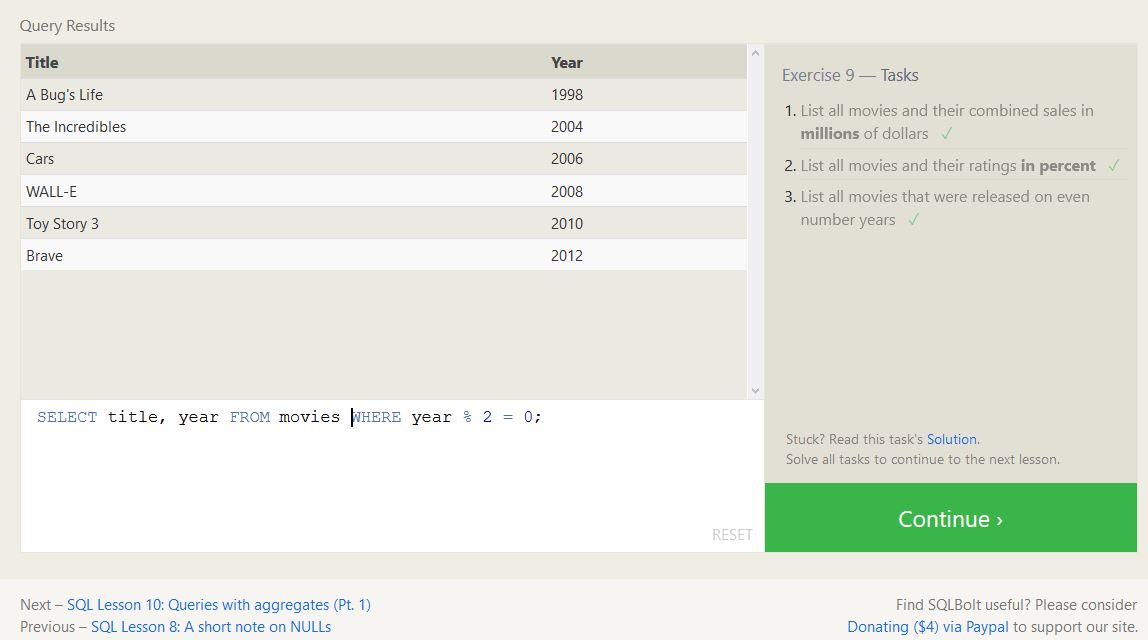 Query Results
Title Year
A Bug's Life 1998
The Incredibles 2004
Cars 2006
WALL-E 2008
Toy Story 3 2010
Brave 2012
SELECT title, year FROM movies WHERE year % 2 = 0;
RESET
Exercise 9 — Tasks
1. List all movies and their combined sales in
millions of dollars ✓
2. List all movies and their ratings in percent ✓
3. List all movies that were released on even
number years ✓
Stuck? Read this task's Solution.
Solve all tasks to continue to the next lesson.
Continue ›
Next – SQL Lesson 10: Queries with aggregates (Pt. 1)
Previous – SQL Lesson 8: A short note on NULLs
Find SQLBolt useful? Please consider
Donating ($4) via Paypal to support our site.